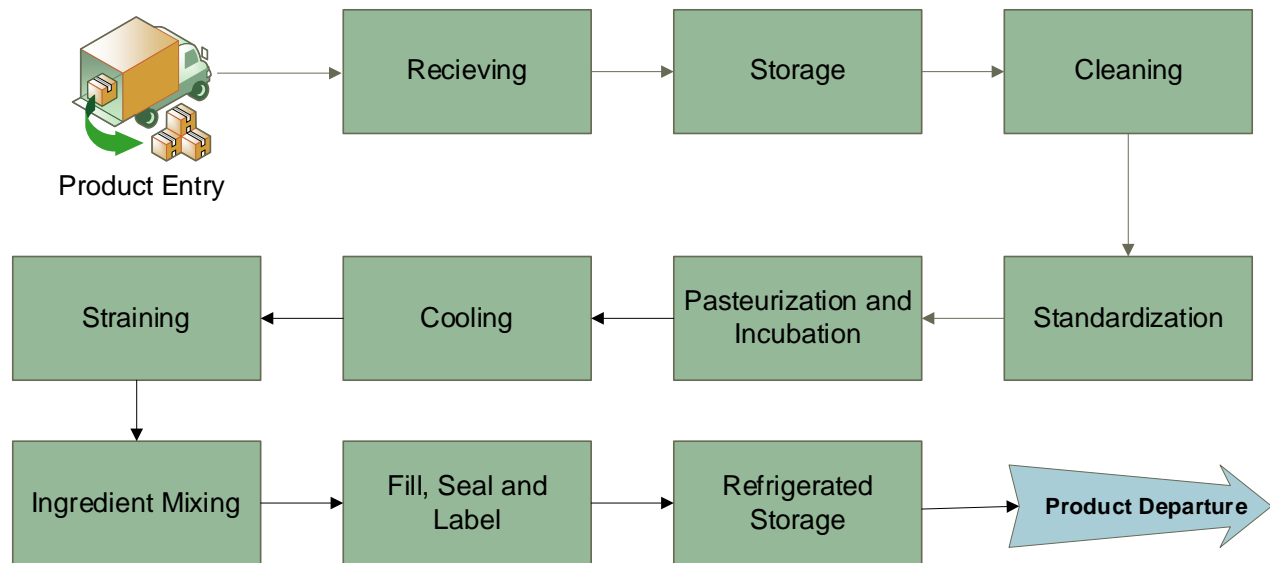 Recieving
Storage
Cleaning
Product Entry
Straining
Cooling
Pasteurization and
Incubation
Standardization
Ingredient Mixing
Fill, Seal and
Label
Refrigerated
Storage
Product Departure